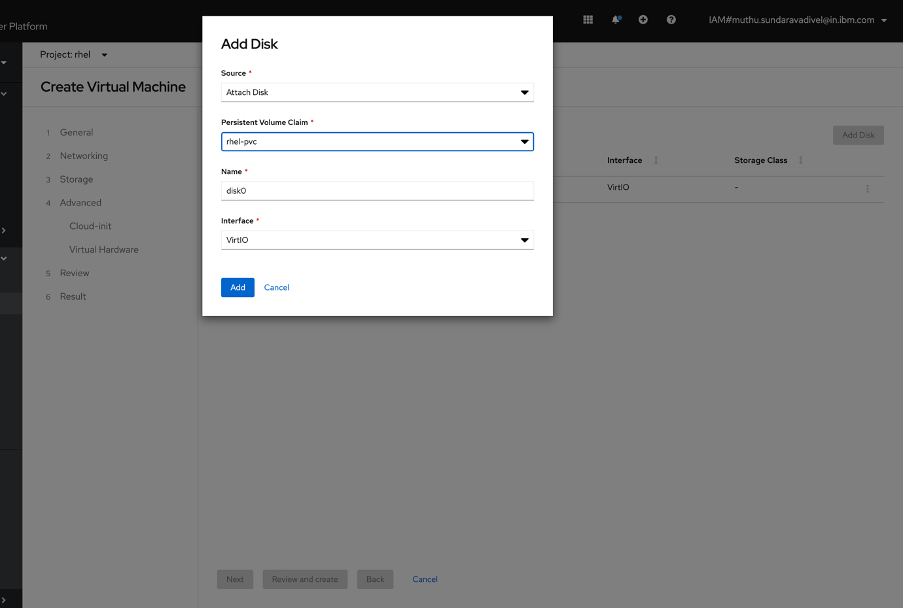 er Platform
IAM#muthu.sundaravadivel@in.ibm.com
Project: rhel
Create Virtual Machine
1 General
2 Networking
3 Storage
4 Advanced
Cloud-init
Virtual Hardware
5 Review
6 Result
Add Disk
Source *
Attach Disk
Persistent Volume Claim *
rhel-pvc
Name *
disk0
Interface *
VirtIO
Add Cancel
Add Disk
Interface Storage Class
VirtIO -
Next Review and create Back Cancel